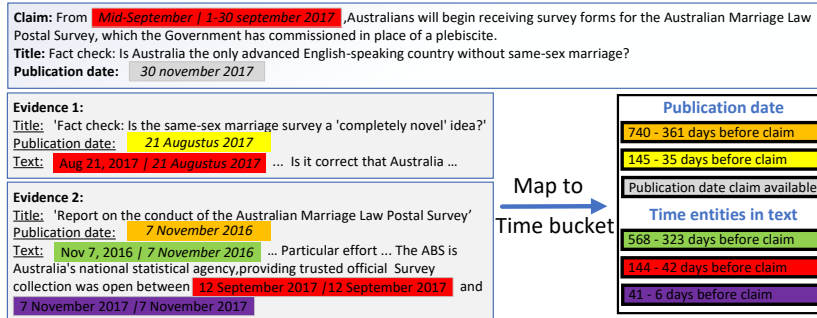 Claim: From Mid-September | 1-30 september 2017 ,Australians will begin receiving survey forms for the Australian Marriage Law
Postal Survey, which the Government has commissioned in place of a plebiscite.
Title: Fact check: Is Australia the only advanced English-speaking country without same-sex marriage?
Publication date: 30 november 2017
Evidence 1:
Title: 'Fact check: Is the same-sex marriage survey a 'completely novel' idea?'
Publication date: 21 Augustus 2017
Text: Aug 21, 2017 | 21 Augustus 2017 ... Is it correct that Australia ...
Evidence 2:
Title: 'Report on the conduct of the Australian Marriage Law Postal Survey'
Publication date: 7 November 2016
Text: Nov 7, 2016 | 7 November 2016 ... Particular effort ... The ABS is
Australia's national statistical agency,providing trusted official Survey
collection was open between 12 September 2017 |12 September 2017 and
7 November 2017 |7 November 2017
Map to
Time bucket
Publication date
740 - 361 days before claim
145 - 35 days before claim
Publication date claim available
Time entities in text
568 - 323 days before claim
144 - 42 days before claim
41 - 6 days before claim